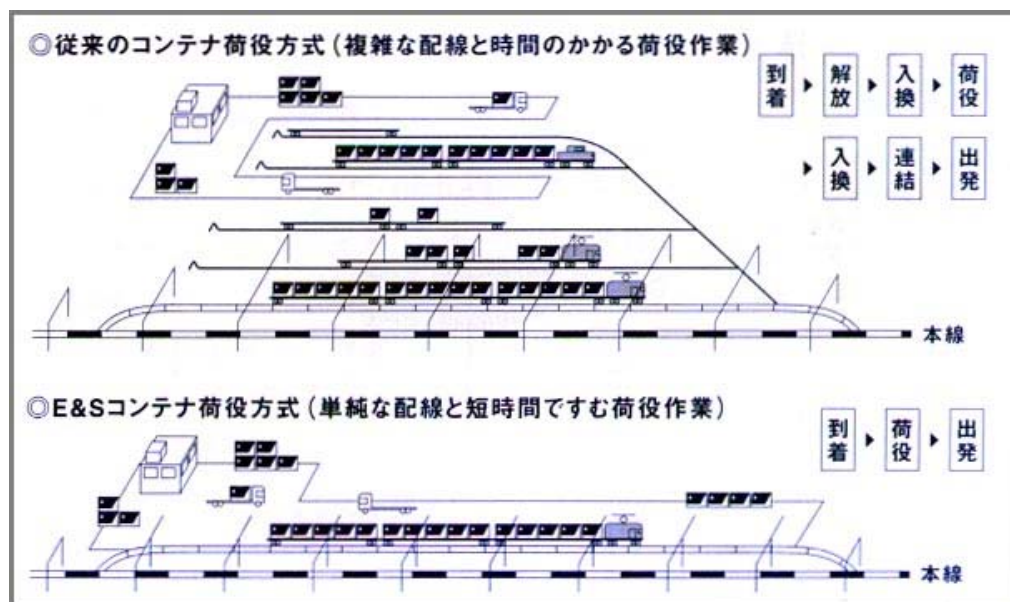 ◎従来のコンテナ荷役方式(複雑な配線と時間のかかる荷役作業)
到着 ▶ 解放 ▶ 入換 ▶ 荷役
▶ 入換 ▶ 連結 ▶ 出発
本線
◎E&Sコンテナ荷役方式(単純な配線と短時間ですむ荷役作業)
到着 ▶ 荷役 ▶ 出発
本線